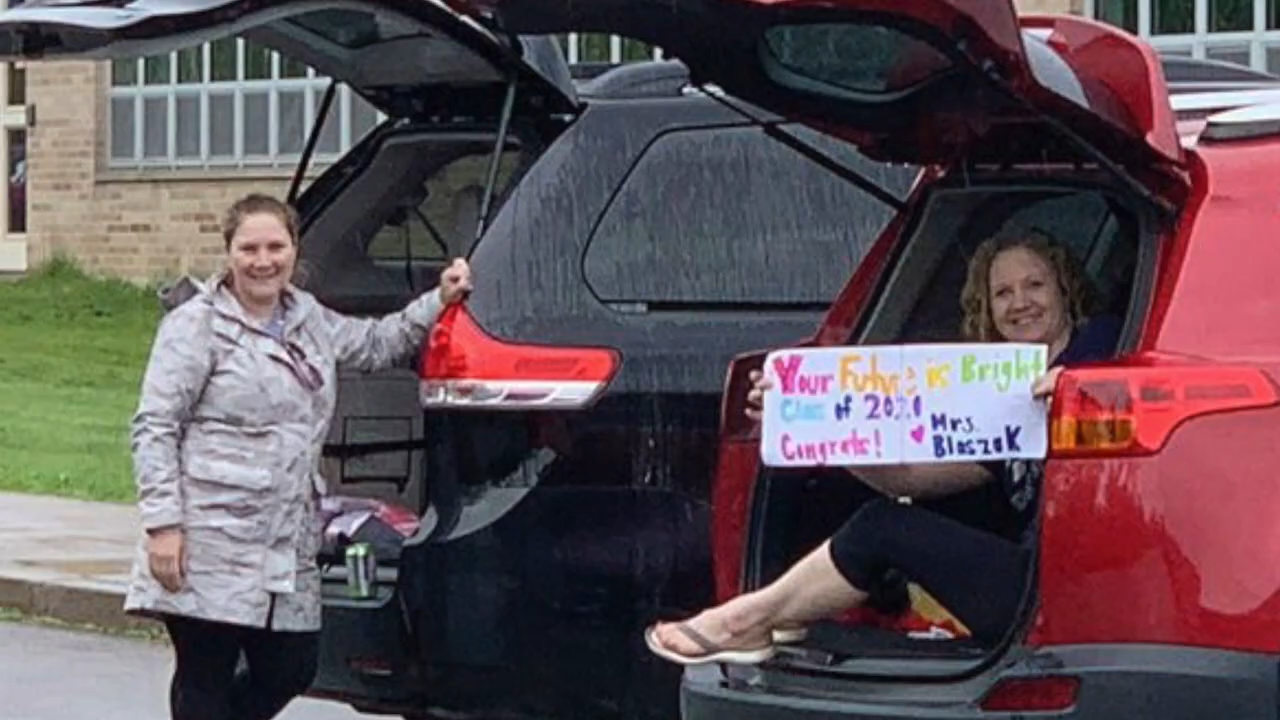 Your Future is Bright
Class of 2020
Congrats! ♥ Mrs.
Blaszak